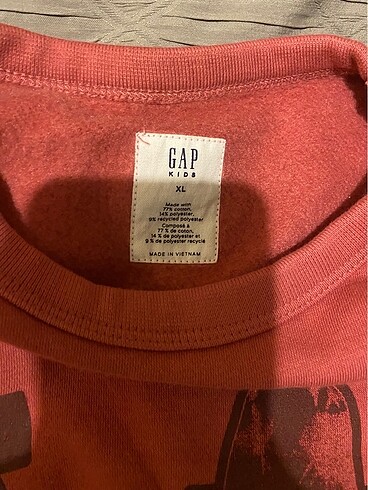 GAP
KIDS
XL
Made with
77% cotton,
14% polyester,
9% recycled polyester
Composé à
77 % de coton,
14 % de polyester et
9 % de polyester recyclé
MADE IN VIETNAM